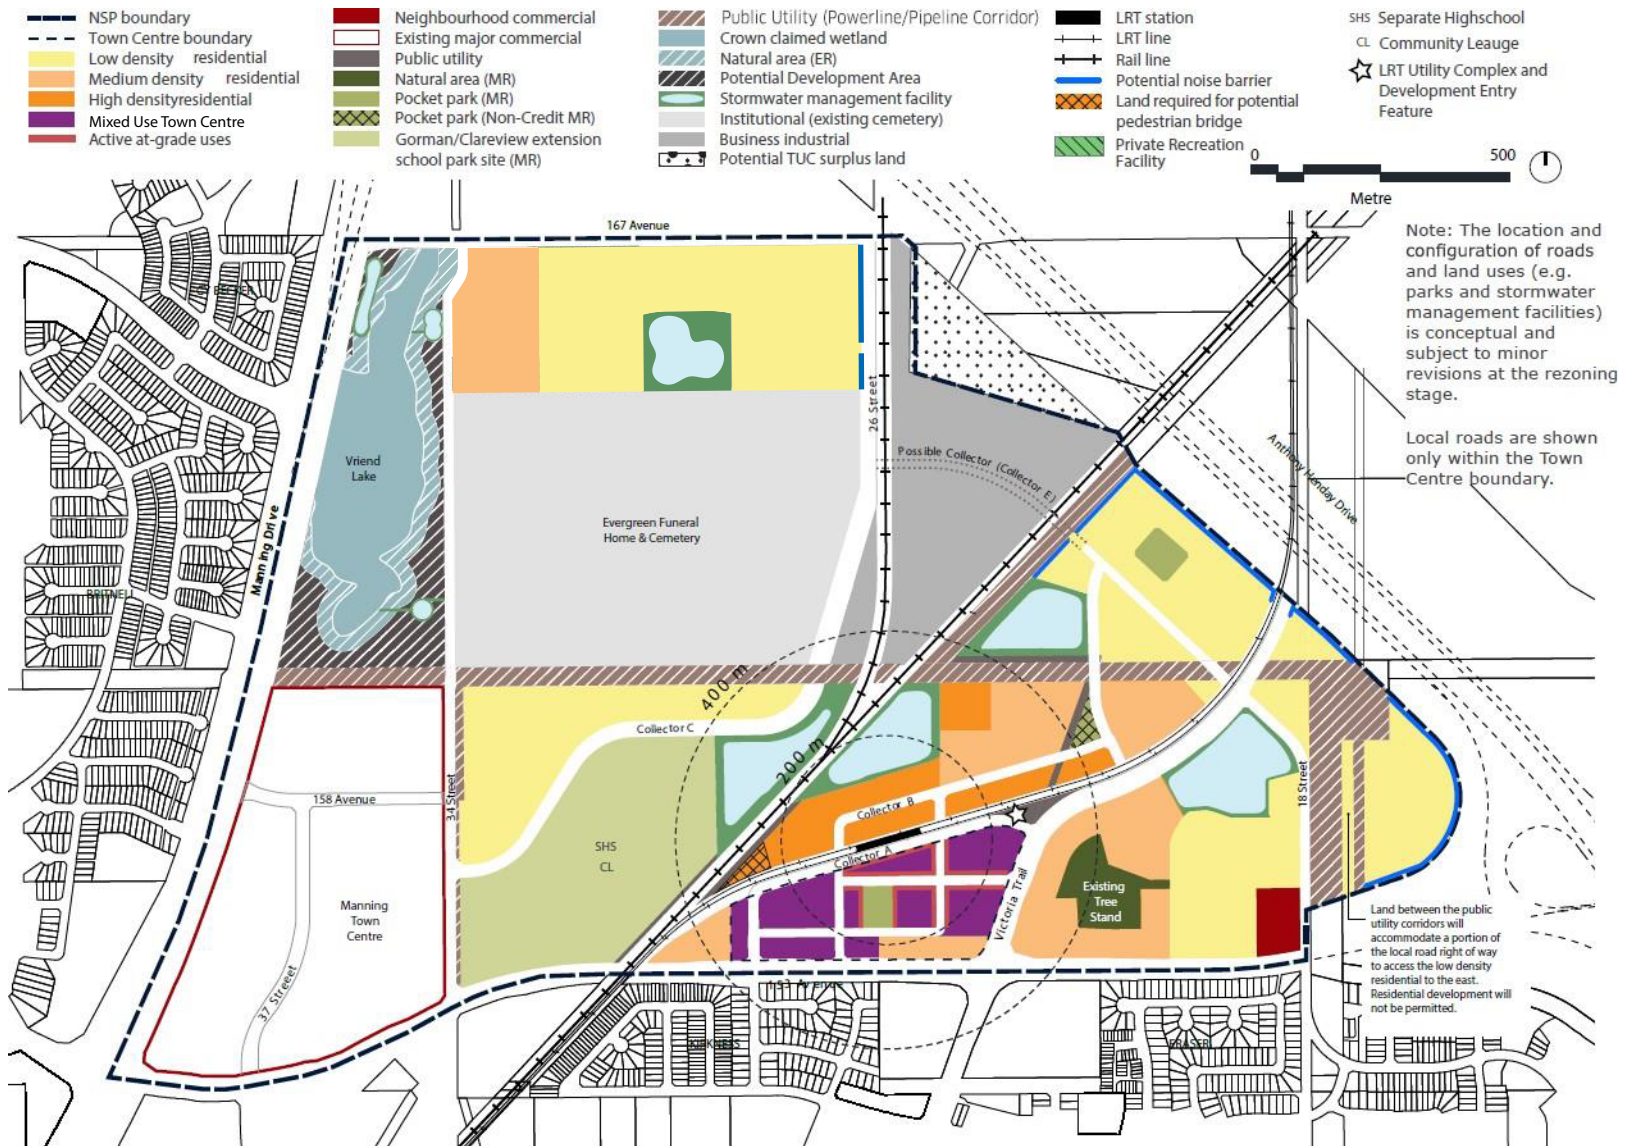 NSP boundary
Town Centre boundary
Low density residential
Medium density residential
High densityresidential
Mixed Use Town Centre
Active at-grade uses
Neighbourhood commercial
Existing major commercial
Public utility
Natural area (MR)
Pocket park (MR)
Pocket park (Non-Credit MR)
Gorman/Clareview extension
school park site (MR)
Public Utility (Powerline/Pipeline Corridor)
Crown claimed wetland
Natural area (ER)
Potential Development Area
Stormwater management facility
Institutional (existing cemetery)
Business industrial
Potential TUC surplus land
LRT station
LRT line
Rail line
Potential noise barrier
Land required for potential
pedestrian bridge
Private Recreation
Facility
SHS Separate Highschool
CL Community Leauge
LRT Utility Complex and
Development Entry
Feature
0 500
Metre
Note: The location and
configuration of roads
and land uses (e.g.
parks and stormwater
management facilities)
is conceptual and
subject to minor
revisions at the rezoning
stage.
Local roads are shown
only within the Town
Centre boundary.
167 Avenue
26 Street
Possible Collector (Collector E)
Anthony Henday Drive
Vriend
Lake
Manning Drive
BRITNELL
Evergreen Funeral
Home & Cemetery
400 m
200 m
Collector C
158 Avenue
34 Street
18 Street
Collector B
Collector A
SHS
CL
Victoria Trail
Existing
Tree
Stand
Manning
Town
Centre
37 Street
153 Avenue
KIRKNESS
FRASER
Land between the public
utility corridors will
accommodate a portion of
the local road right of way
to access the low density
residential to the east.
Residential development will
not be permitted.